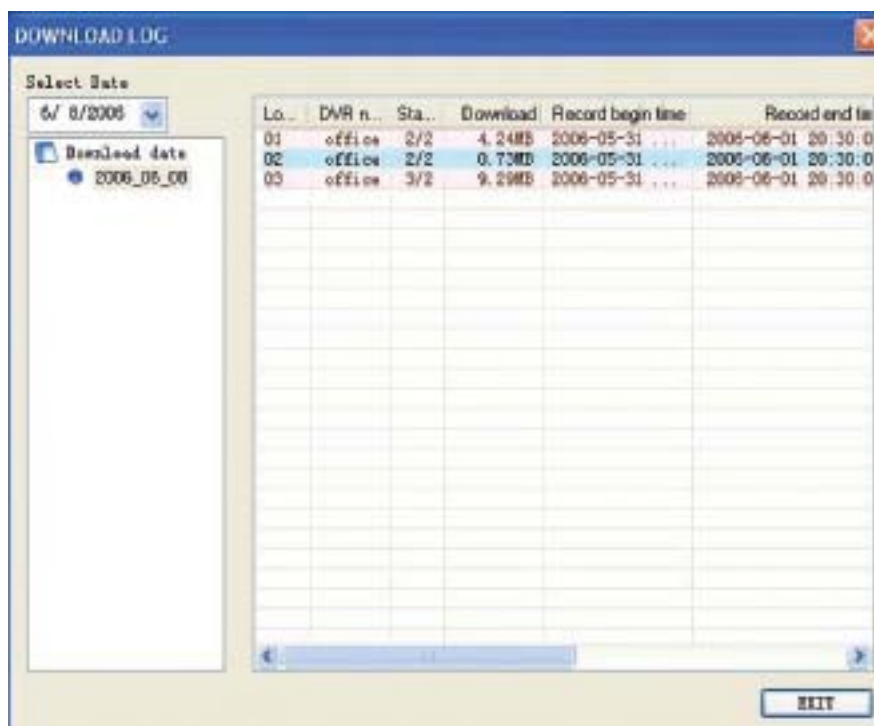 DOWNLOAD LOG
Select Date
6/ 8/2006
Download date
2006_06_08
Lo... DVR n... Sta... Download Record begin time Record end tim
01 office 2/2 4.24MB 2006-05-31 ... 2006-06-01 20:30:0
02 office 2/2 0.73MB 2006-05-31 ... 2006-06-01 20:30:0
03 office 3/2 9.29MB 2006-05-31 ... 2006-06-01 20:30:0
EXIT